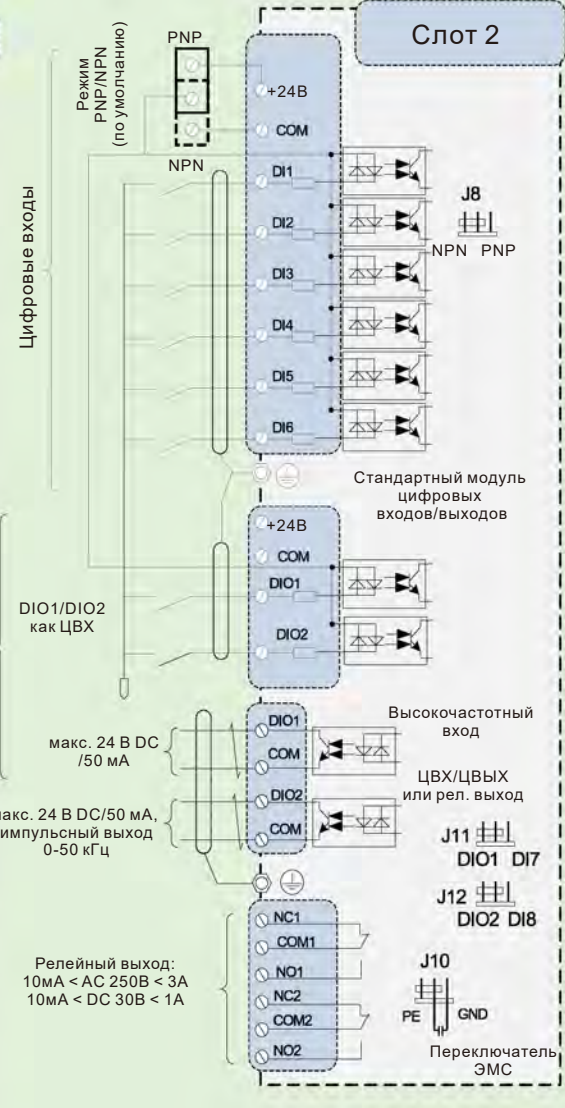 Слот 2
PNP
Режим
PNP/NPN
(по умолчанию)
NPN
Цифровые входы
+24В
COM
DI1
DI2
DI3
DI4
DI5
DI6
J8
NPN PNP
Стандартный модуль
цифровых
входов/выходов
+24В
COM
DIO1
DIO2
DIO1/DIO2
как ЦВХ
DIO1
COM
DIO2
COM
макс. 24 В DC
/50 мА
макс. 24 В DC/50 мА,
импульсный выход
0-50 кГц
Высокочастотный
вход
ЦВХ/ЦВЫХ
или рел. выход
J11
DIO1 DI7
J12
DIO2 DI8
NC1
COM1
NO1
NC2
COM2
NO2
Релейный выход:
10мА < AC 250В < 3А
10мА < DC 30В < 1А
J10
PE GND
Переключатель
ЭМС